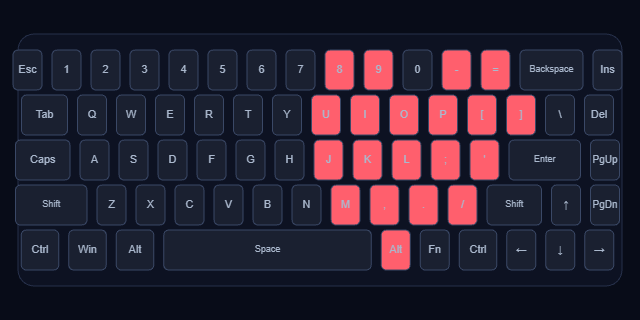 Esc 1 2 3 4 5 6 7 8 9 0 - = Backspace Ins
Tab Q W E R T Y U I O P [ ] \ Del
Caps A S D F G H J K L ; ' Enter PgUp
Shift Z X C V B N M , . / Shift ↑ PgDn
Ctrl Win Alt Space Alt Fn Ctrl ← ↓ →